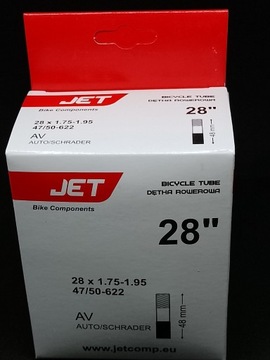 JET
Bike Components
BICYCLE TUBE
DĘTKA ROWEROWA
28"
28 x 1.75-1.95
47/50-622
AV
AUTO/SCHRADER
48 mm
JET
Bike Components
BICYCLE TUBE
DĘTKA ROWEROWA
28"
28 x 1.75-1.95
47/50-622
AV
AUTO/SCHRADER
48 mm
www.jetcomp.eu